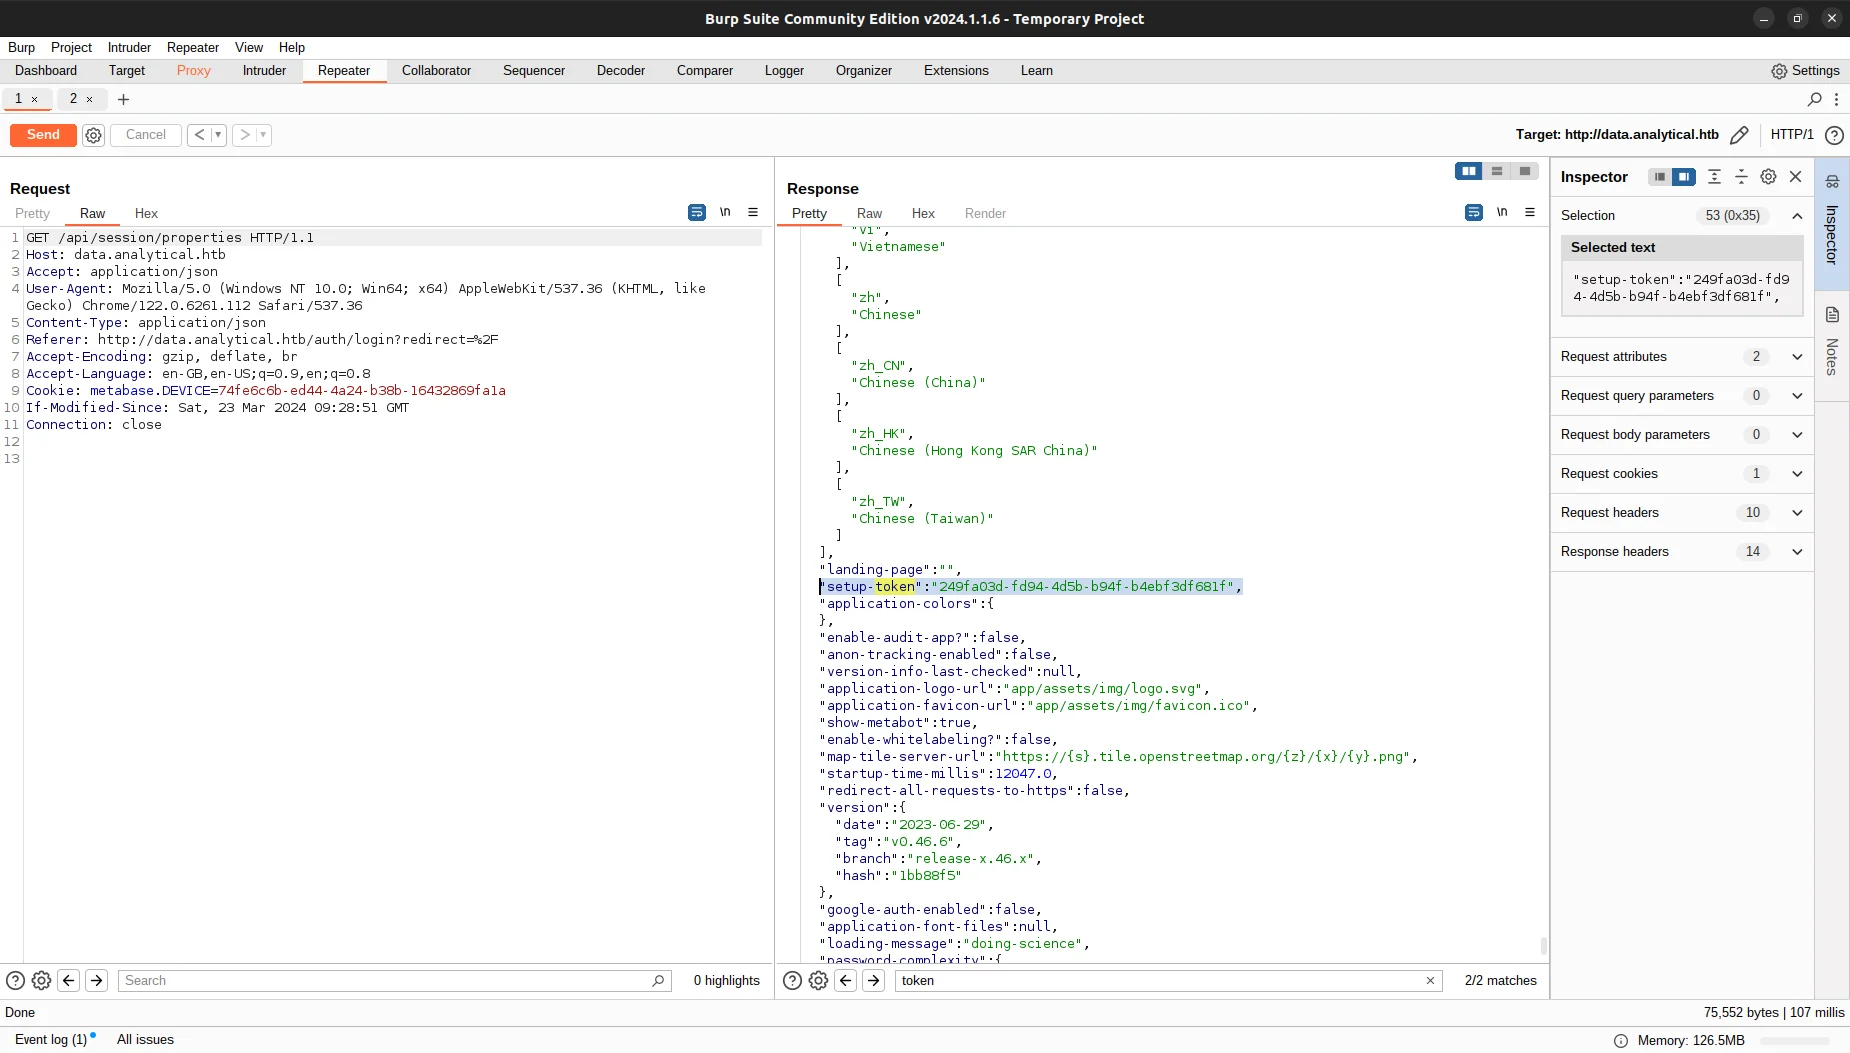 Burp Suite Community Edition v2024.1.1.6 - Temporary Project
Burp Project Intruder Repeater View Help
Dashboard Target Proxy Intruder Repeater Collaborator Sequencer Decoder Comparer Logger Organizer Extensions Learn Settings
1 × 2 × +
Send Cancel < > Target: http://data.analytical.htb HTTP/1
Request
Pretty Raw Hex \n
1 GET /api/session/properties HTTP/1.1
2 Host: data.analytical.htb
3 Accept: application/json
4 User-Agent: Mozilla/5.0 (Windows NT 10.0; Win64; x64) AppleWebKit/537.36 (KHTML, like
Gecko) Chrome/122.0.6261.112 Safari/537.36
5 Content-Type: application/json
6 Referer: http://data.analytical.htb/auth/login?redirect=%2F
7 Accept-Encoding: gzip, deflate, br
8 Accept-Language: en-GB,en-US;q=0.9,en;q=0.8
9 Cookie: metabase.DEVICE=74fe6c6b-ed44-4a24-b38b-16432869fa1a
10 If-Modified-Since: Sat, 23 Mar 2024 09:28:51 GMT
11 Connection: close
12
13
Search 0 highlights
Response
Pretty Raw Hex Render \n
"vi",
"Vietnamese"
],
[
"zh",
"Chinese"
],
[
"zh_CN",
"Chinese (China)"
],
[
"zh_HK",
"Chinese (Hong Kong SAR China)"
],
[
"zh_TW",
"Chinese (Taiwan)"
]
],
"landing-page":"",
"setup-token":"249fa03d-fd94-4d5b-b94f-b4ebf3df681f",
"application-colors":{
},
"enable-audit-app?":false,
"anon-tracking-enabled":false,
"version-info-last-checked":null,
"application-logo-url":"app/assets/img/logo.svg",
"application-favicon-url":"app/assets/img/favicon.ico",
"show-metabot":true,
"enable-whitelabeling?":false,
"map-tile-server-url":"https://{s}.tile.openstreetmap.org/{z}/{x}/{y}.png",
"startup-time-millis":12047.0,
"redirect-all-requests-to-https":false,
"version":{
"date":"2023-06-29",
"tag":"v0.46.6",
"branch":"release-x.46.x",
"hash":"1bb88f5"
},
"google-auth-enabled":false,
"application-font-files":null,
"loading-message":"doing-science",
"password-complexity":{
token 2/2 matches
Inspector
Selection 53 (0x35)
Selected text
"setup-token":"249fa03d-fd9
4-4d5b-b94f-b4ebf3df681f",
Request attributes 2
Request query parameters 0
Request body parameters 0
Request cookies 1
Request headers 10
Response headers 14
Inspector
Notes
Done 75,552 bytes | 107 millis
Event log (1) All issues Memory: 126.5MB